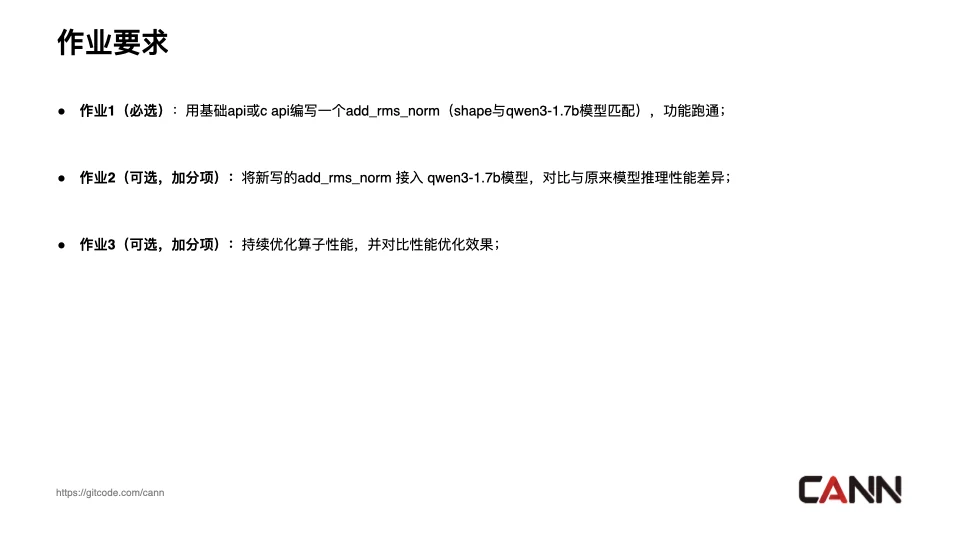 作业要求
● 作业1（必选）：用基础api或c api编写一个add_rms_norm（shape与qwen3-1.7b模型匹配），功能跑通；
● 作业2（可选，加分项）：将新写的add_rms_norm 接入 qwen3-1.7b模型，对比与原来模型推理性能差异；
● 作业3（可选，加分项）：持续优化算子性能，并对比性能优化效果；
https://gitcode.com/cann
CANN